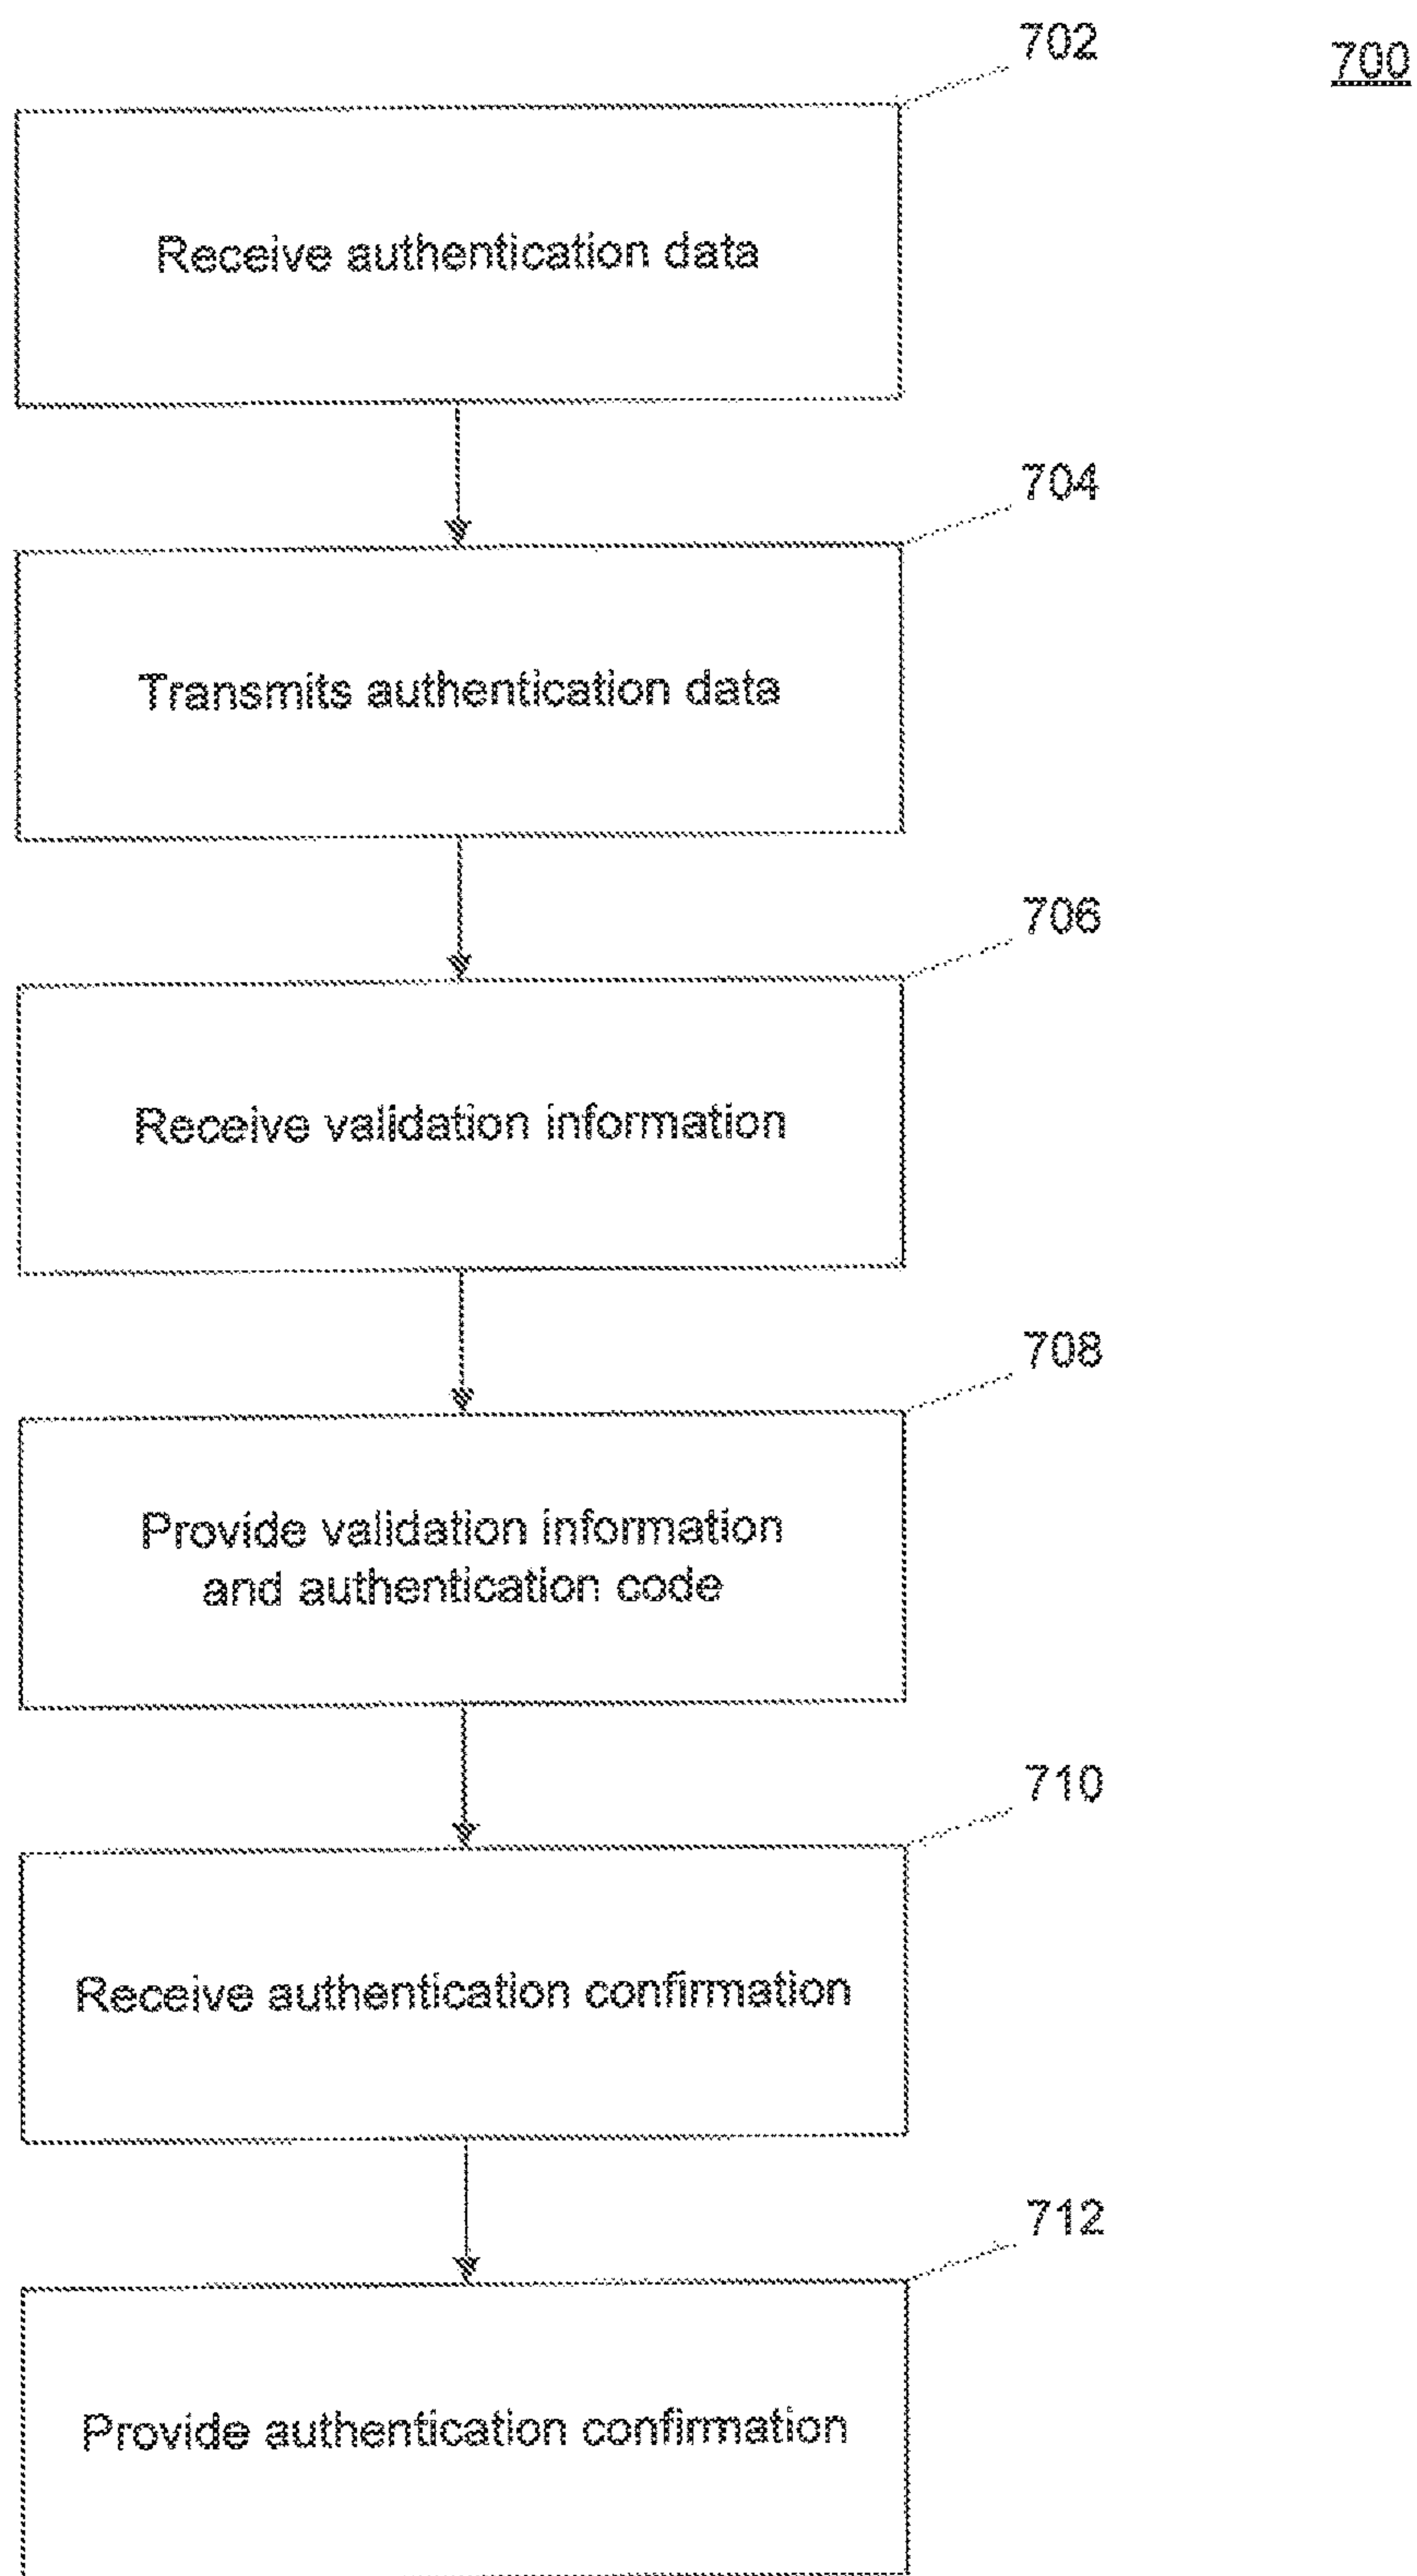 702
700
Receive authentication data
704
Transmits authentication data
706
Receive validation information
708
Provide validation information
and authentication code
710
Receive authentication confirmation
712
Provide authentication confirmation